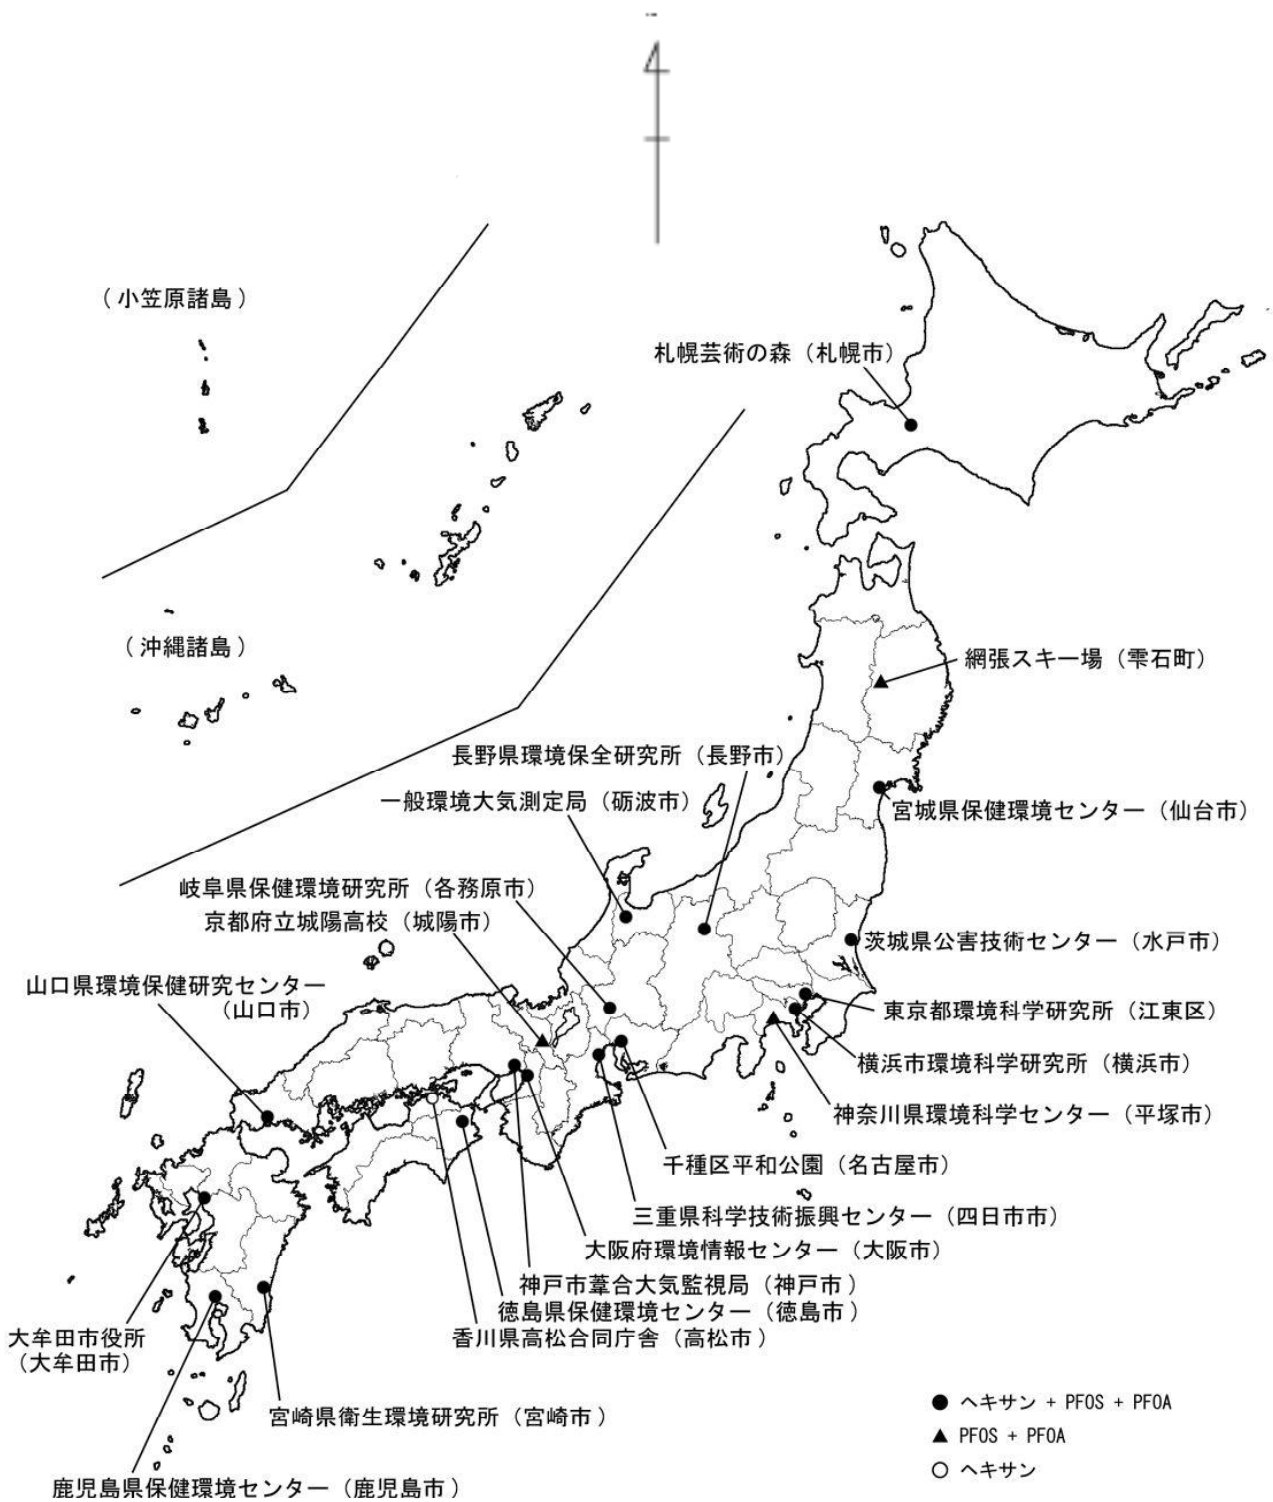 （小笠原諸島）
札幌芸術の森（札幌市）
（沖縄諸島）
網張スキー場（雫石町）
長野県環境保全研究所（長野市）
一般環境大気測定局（砺波市）
宮城県保健環境センター（仙台市）
岐阜県保健環境研究所（各務原市）
京都府立城陽高校（城陽市）
茨城県公害技術センター（水戸市）
山口県環境保健研究センター
（山口市）
東京都環境科学研究所（江東区）
横浜市環境科学研究所（横浜市）
神奈川県環境科学センター（平塚市）
千種区平和公園（名古屋市）
三重県科学技術振興センター（四日市市）
大阪府環境情報センター（大阪市）
神戸市葺合大気監視局（神戸市）
徳島県保健環境センター（徳島市）
香川県高松合同庁舎（高松市）
大牟田市役所
（大牟田市）
宮崎県衛生環境研究所（宮崎市）
鹿児島県保健環境センター（鹿児島市）
● ヘキサン + PFOS + PFOA
▲ PFOS + PFOA
○ ヘキサン